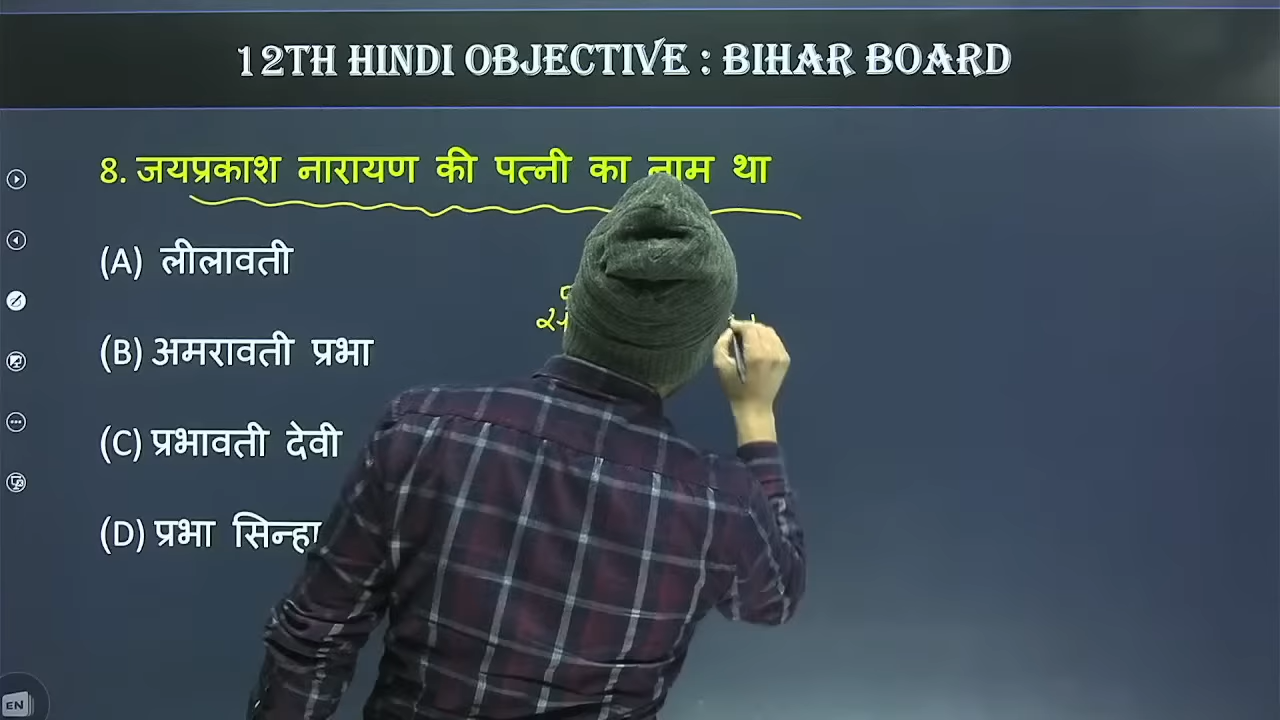 12TH HINDI OBJECTIVE : BIHAR BOARD
8. जयप्रकाश नारायण की पत्नी का नाम था
(A) लीलावती
(B) अमरावती प्रभा
(C) प्रभावती देवी
(D) प्रभा सिन्हा
EN